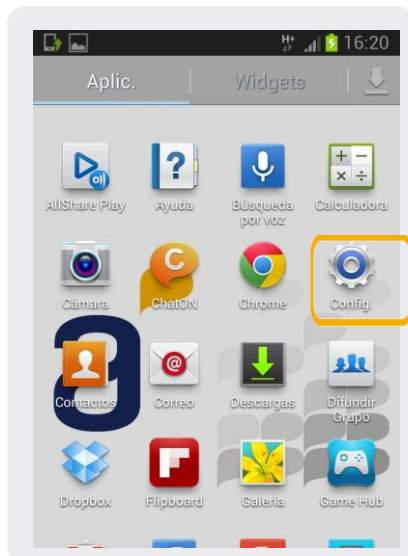 H+ 16:20
Aplic. Widgets
AllShare Play Ayuda Búsqueda por voz Calculadora
Cámara ChatON Chrome Config.
Contactos Correo Descargas Difundir Grupo
Dropbox Flipboard Galería Game Hub